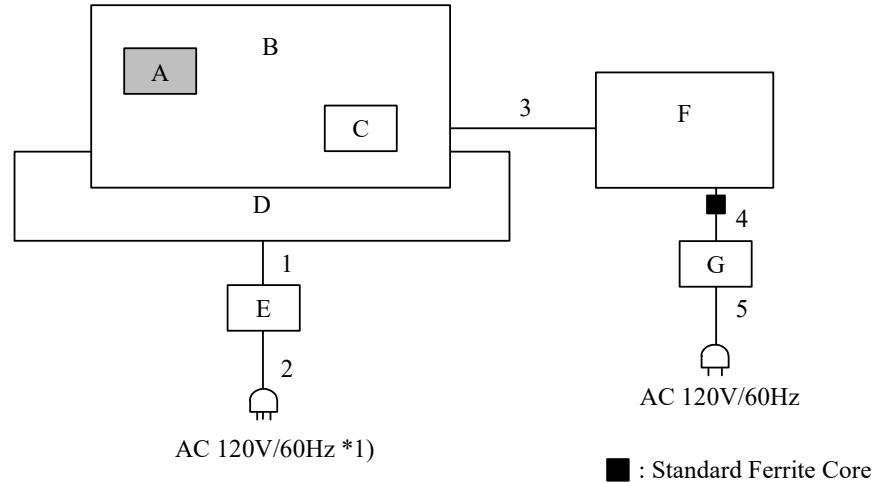 B
A
C
3
F
D
4
1
G
E
5
2
AC 120V/60Hz
AC 120V/60Hz *1)
: Standard Ferrite Core